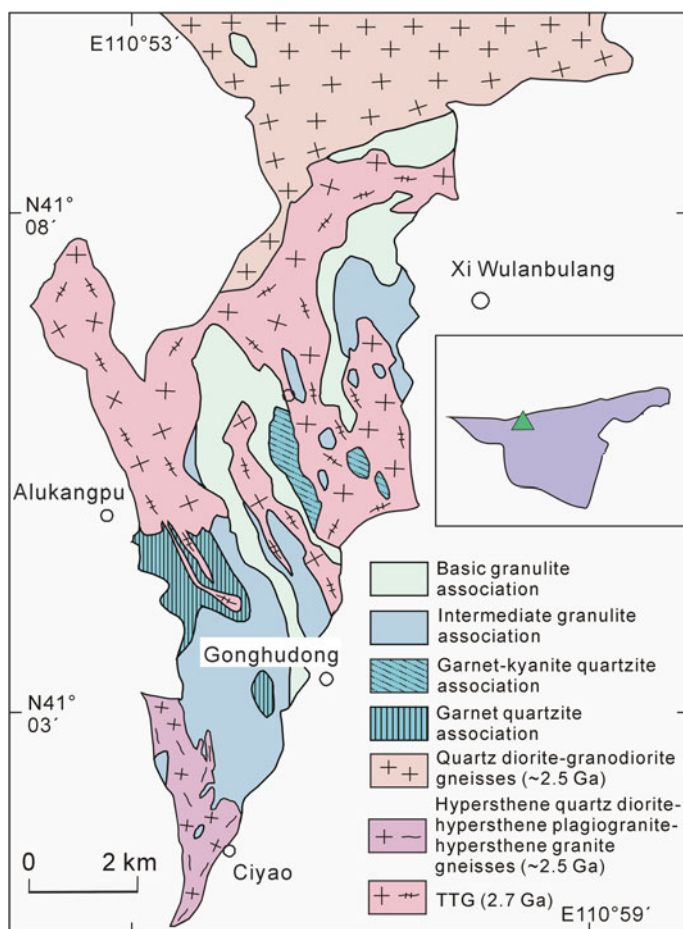 E110°53´
N41°
08´
Xi Wulanbulang
Alukangpu
Basic granulite
association
Intermediate granulite
association
Gonghudong
Garnet-kyanite quartzite
association
N41°
03´
Garnet quartzite
association
Quartz diorite-granodiorite
gneisses (~2.5 Ga)
Hypersthene quartz diorite-
hypersthene plagiogranite-
hypersthene granite
gneisses (~2.5 Ga)
0 2 km
Ciyao
TTG (2.7 Ga)
E110°59´